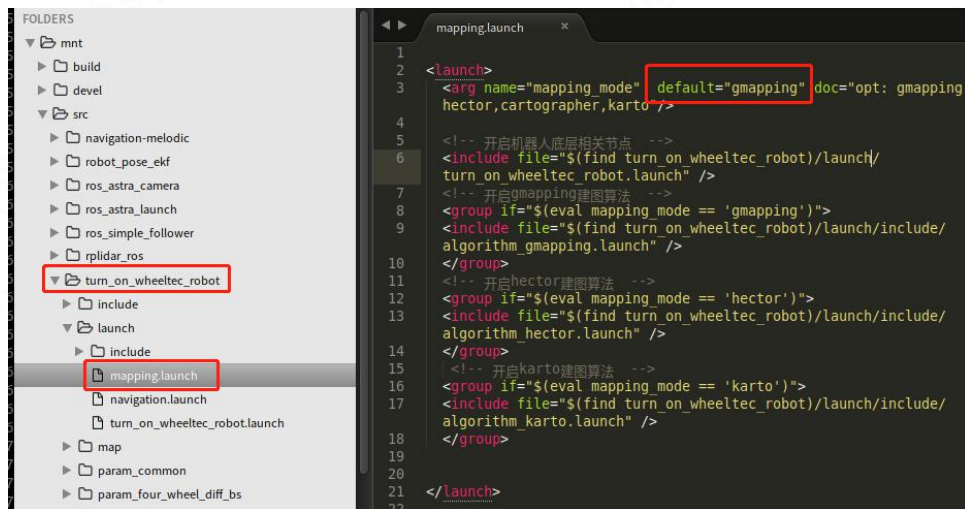 FOLDERS
mnt
build
devel
src
navigation-melodic
robot_pose_ekf
ros_astra_camera
ros_astra_launch
ros_simple_follower
rplidar_ros
turn_on_wheeltec_robot
include
launch
include
mapping.launch
navigation.launch
turn_on_wheeltec_robot.launch
map
param_common
param_four_wheel_diff_bs
mapping.launch ×
1
2 <launch>
3 <arg name="mapping_mode" default="gmapping" doc="opt: gmapping
hector,cartographer,karto"/>
4
5 <!-- 开启机器人底层相关节点 -->
6 <include file="$(find turn_on_wheeltec_robot)/launch/
turn_on_wheeltec_robot.launch" />
7 <!-- 开启gmapping建图算法 -->
8 <group if="$(eval mapping_mode == 'gmapping')">
9 <include file="$(find turn_on_wheeltec_robot)/launch/include/
algorithm_gmapping.launch" />
10 </group>
11 <!-- 开启hector建图算法 -->
12 <group if="$(eval mapping_mode == 'hector')">
13 <include file="$(find turn_on_wheeltec_robot)/launch/include/
algorithm_hector.launch" />
14 </group>
15 <!-- 开启karto建图算法 -->
16 <group if="$(eval mapping_mode == 'karto')">
17 <include file="$(find turn_on_wheeltec_robot)/launch/include/
algorithm_karto.launch" />
18 </group>
19
20
21 </launch>
22